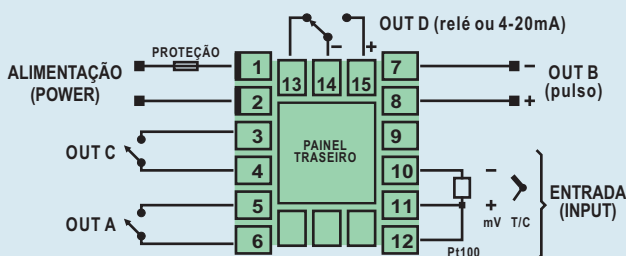 OUT D (relé ou 4-20mA)
PROTEÇÃO
–
+
ALIMENTAÇÃO
(POWER)
1
2
3
4
5
6
13
14
15
7
8
9
10
11
12
–
+
OUT B
(pulso)
OUT C
OUT A
PAINEL
TRASEIRO
–
+
mV
T/C
Pt100
ENTRADA
(INPUT)